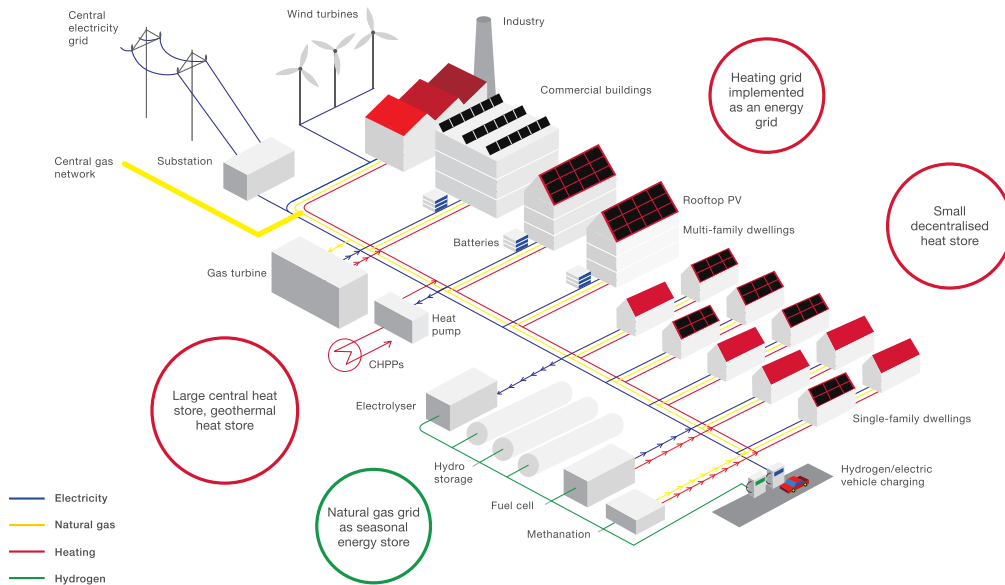 Central
electricity
grid
Wind turbines
Industry
Commercial buildings
Heating grid
implemented
as an energy
grid
Central gas
network
Substation
Rooftop PV
Small
decentralised
heat store
Batteries
Multi-family dwellings
Gas turbine
Heat
pump
CHPPs
Large central heat
store, geothermal
heat store
Electrolyser
Single-family dwellings
Hydro
storage
Hydrogen/electric
vehicle charging
Fuel cell
Methanation
Natural gas grid
as seasonal
energy store
Electricity
Natural gas
Heating
Hydrogen